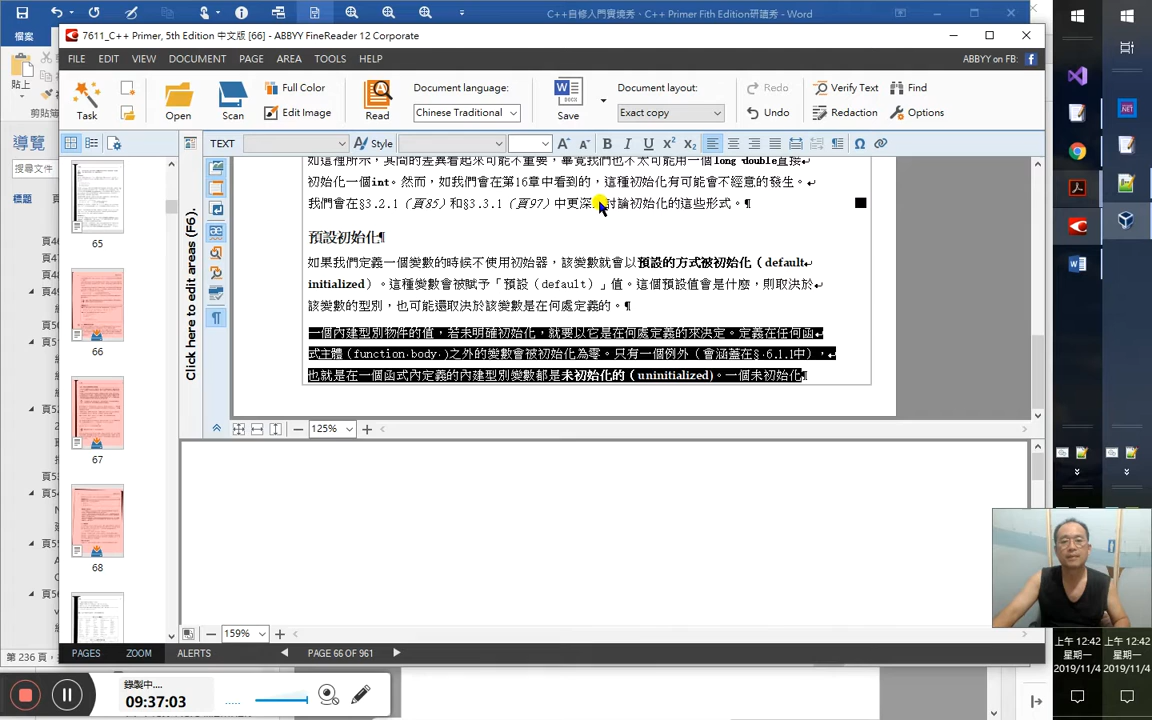 C++自修入門實境秀、C++ Primer Fifth Edition研讀秀 - Word
檔案
7611_C++ Primer, 5th Edition 中文版 [66] - ABBYY FineReader 12 Corporate
FILE EDIT VIEW DOCUMENT PAGE AREA TOOLS HELP
ABBYY on FB:
貼上
剪貼
Task
Open
Scan
Full Color
Edit Image
Read
Document language:
Chinese Traditional
Save
Document layout:
Exact copy
Redo
Undo
Verify Text
Find
Redaction
Options
導覽
搜尋文件
標題
TEXT
Style
Click here to edit areas (F6).
65
66
67
68
如這裡所示，其間的差異看起來可能不重要，畢竟我們也不太可能用一個long double直接
初始化一個int。然而，如我們會在第16章中看到的，這種初始化有可能會不經意的發生。
我們會在§3.2.1（頁85）和§3.3.1（頁97）中更深入討論初始化的這些形式。
預設初始化
如果我們定義一個變數的時候不使用初始器，該變數就會以預設的方式被初始化（default
initialized）。這種變數會被賦予「預設（default）」值。這個預設值會是什麼，則取決於
該變數的型別，也可能還取決於該變數是在何處定義的。
一個內建型別物件的值，若未明確初始化，就要以它是在何處定義的來決定。定義在任何函
式主體 (function body )之外的變數會被初始化為零。只有一個例外（會涵蓋在§ 6.1.1中），
也就是在一個函式內定義的內建型別變數都是未初始化的（uninitialized)。一個未初始化
125%
159%
PAGES ZOOM ALERTS
PAGE 66 OF 961
第 236 頁
錄製中....
09:37:03
上午 12:42
星期一
2019/11/4
上午 12:42
星期一
2019/11/4